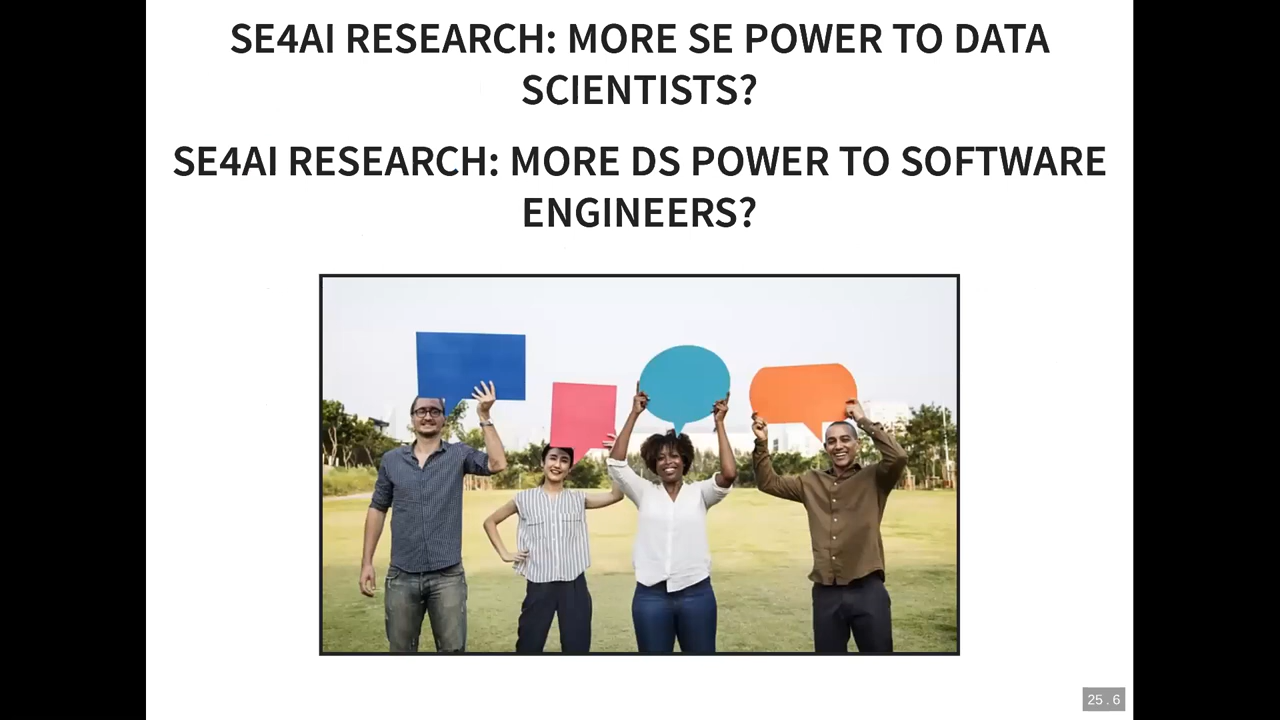 SE4AI RESEARCH: MORE SE POWER TO DATA
SCIENTISTS?
SE4AI RESEARCH: MORE DS POWER TO SOFTWARE
ENGINEERS?
25 . 6